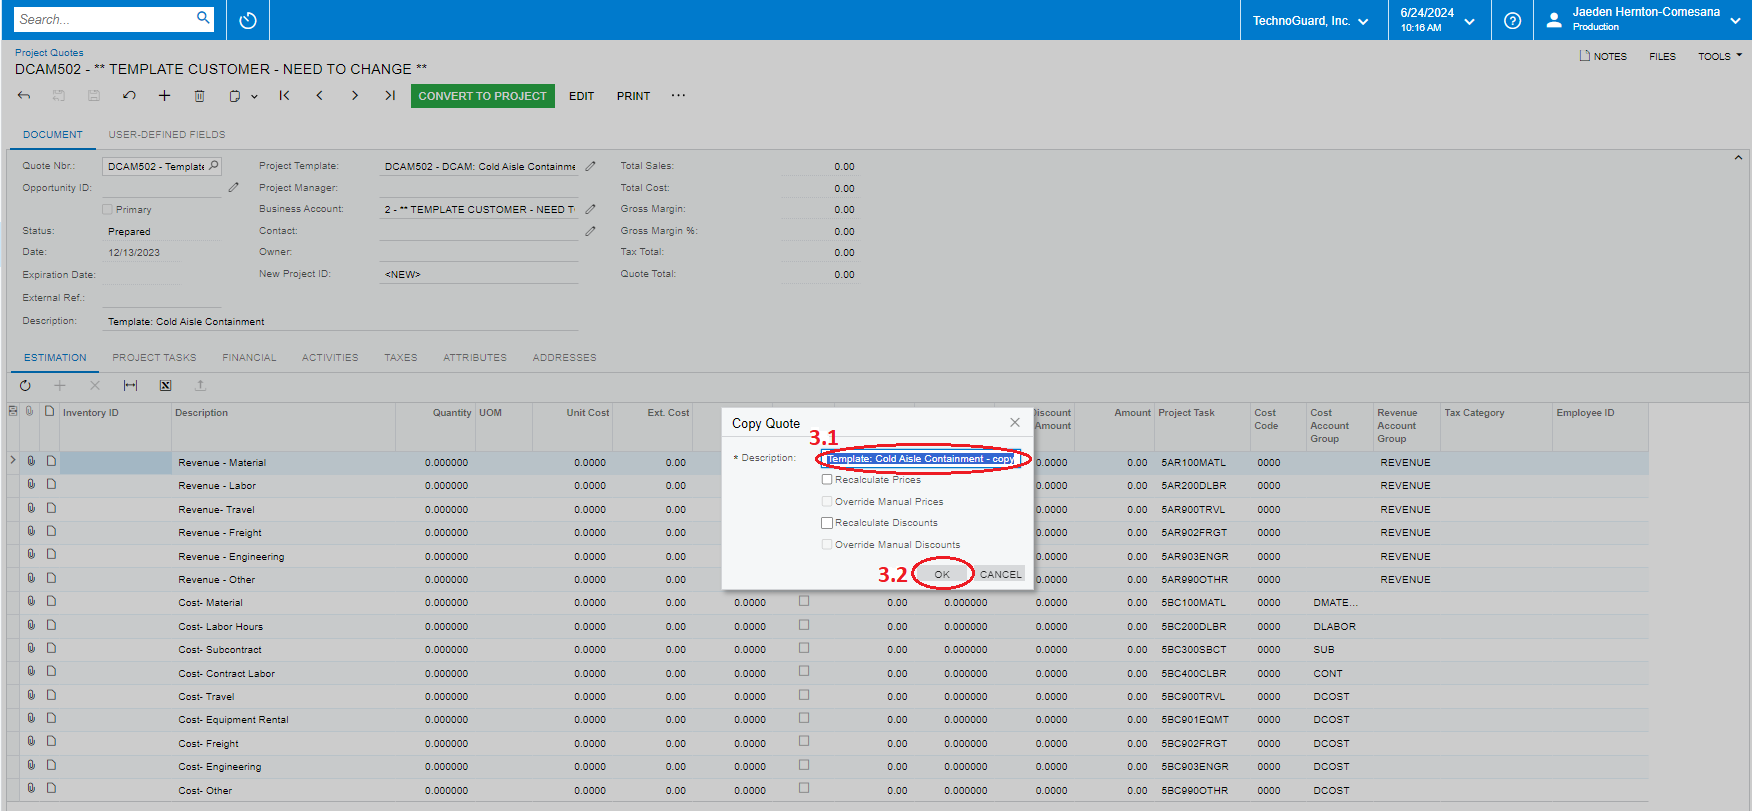 Search...
TechnoGuard, Inc.
6/24/2024
10:16 AM
Jaeden Hernton-Comesana
Production
Project Quotes
DCAM502 - ** TEMPLATE CUSTOMER - NEED TO CHANGE **
NOTES FILES TOOLS
CONVERT TO PROJECT EDIT PRINT ...
DOCUMENT USER-DEFINED FIELDS
Quote Nbr.: DCAM502 - Template Project Template: DCAM502 - DCAM: Cold Aisle Containme Total Sales: 0.00
Opportunity ID: Project Manager: Total Cost: 0.00
Primary Business Account: 2 - ** TEMPLATE CUSTOMER - NEED TO Gross Margin: 0.00
Status: Prepared Contact: Gross Margin %: 0.00
Date: 12/13/2023 Owner: Tax Total: 0.00
Expiration Date: New Project ID: <NEW> Quote Total: 0.00
External Ref.:
Description: Template: Cold Aisle Containment
ESTIMATION PROJECT TASKS FINANCIAL ACTIVITIES TAXES ATTRIBUTES ADDRESSES
Inventory ID Description Quantity UOM Unit Cost Ext. Cost Discount Amount Amount Project Task Cost Code Cost Account Group Revenue Account Group Tax Category Employee ID
Copy Quote
3.1
* Description: Template: Cold Aisle Containment - copy
Recalculate Prices
Override Manual Prices
Recalculate Discounts
Override Manual Discounts
3.2 OK CANCEL
Revenue - Material 0.000000 0.0000 0.00 0.0000 0.00 5AR100MATL 0000 REVENUE
Revenue - Labor 0.000000 0.0000 0.00 0.0000 0.00 5AR200DLBR 0000 REVENUE
Revenue- Travel 0.000000 0.0000 0.00 0.0000 0.00 5AR900TRVL 0000 REVENUE
Revenue - Freight 0.000000 0.0000 0.00 0.0000 0.00 5AR902FRGT 0000 REVENUE
Revenue - Engineering 0.000000 0.0000 0.00 0.0000 0.00 5AR903ENGR 0000 REVENUE
Revenue - Other 0.000000 0.0000 0.00 0.0000 0.00 5AR990OTHR 0000 REVENUE
Cost- Material 0.000000 0.0000 0.00 0.0000 0.00 0.000000 0.0000 0.00 5BC100MATL 0000 DMATE...
Cost- Labor Hours 0.000000 0.0000 0.00 0.0000 0.00 0.000000 0.0000 0.00 5BC200DLBR 0000 DLABOR
Cost- Subcontract 0.000000 0.0000 0.00 0.0000 0.00 0.000000 0.0000 0.00 5BC300SBCT 0000 SUB
Cost- Contract Labor 0.000000 0.0000 0.00 0.0000 0.00 0.000000 0.0000 0.00 5BC400CLBR 0000 CONT
Cost- Travel 0.000000 0.0000 0.00 0.0000 0.00 0.000000 0.0000 0.00 5BC900TRVL 0000 DCOST
Cost- Equipment Rental 0.000000 0.0000 0.00 0.0000 0.00 0.000000 0.0000 0.00 5BC901EQMT 0000 DCOST
Cost- Freight 0.000000 0.0000 0.00 0.0000 0.00 0.000000 0.0000 0.00 5BC902FRGT 0000 DCOST
Cost- Engineering 0.000000 0.0000 0.00 0.0000 0.00 0.000000 0.0000 0.00 5BC903ENGR 0000 DCOST
Cost- Other 0.000000 0.0000 0.00 0.0000 0.00 0.000000 0.0000 0.00 5BC990OTHR 0000 DCOST